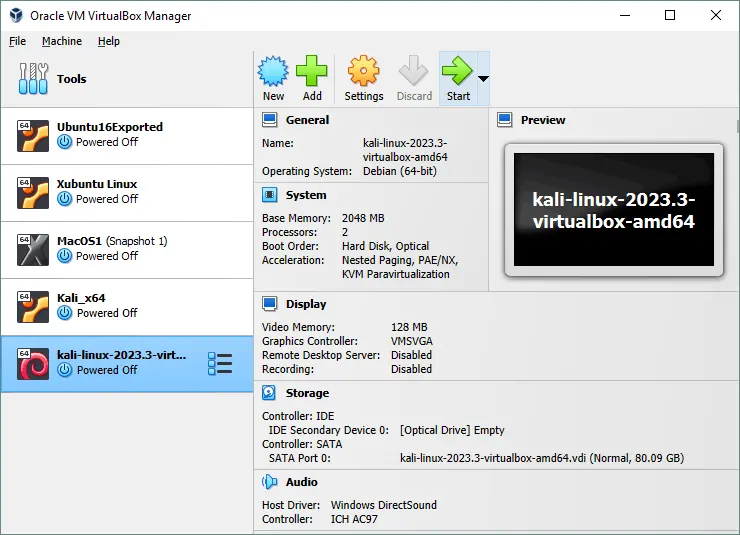 Oracle VM VirtualBox Manager
File Machine Help
Tools
New Add Settings Discard Start
64
Ubuntu16Exported
Powered Off
64
Xubuntu Linux
Powered Off
64
MacOS1 (Snapshot 1)
Powered Off
64
Kali_x64
Powered Off
64
kali-linux-2023.3-virt...
Powered Off
General
Name: kali-linux-2023.3-
virtualbox-amd64
Operating System: Debian (64-bit)
System
Base Memory: 2048 MB
Processors: 2
Boot Order: Hard Disk, Optical
Acceleration: Nested Paging, PAE/NX,
KVM Paravirtualization
Preview
kali-linux-2023.3-
virtualbox-amd64
Display
Video Memory: 128 MB
Graphics Controller: VMSVGA
Remote Desktop Server: Disabled
Recording: Disabled
Storage
Controller: IDE
IDE Secondary Device 0: [Optical Drive] Empty
Controller: SATA
SATA Port 0: kali-linux-2023.3-virtualbox-amd64.vdi (Normal, 80.09 GB)
Audio
Host Driver: Windows DirectSound
Controller: ICH AC97